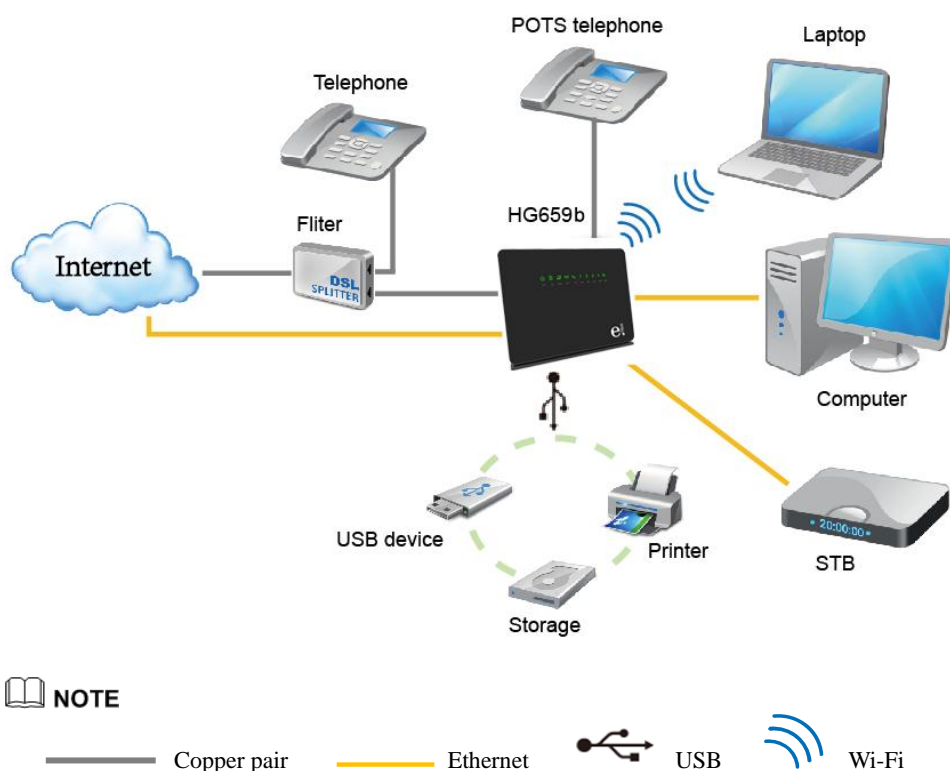 POTS telephone
Laptop
Telephone
HG659b
Fliter
Internet
DSL
SPLITTER
e!
Computer
20:00:00
USB device
Printer
STB
Storage
NOTE
Copper pair
Ethernet
USB
Wi-Fi